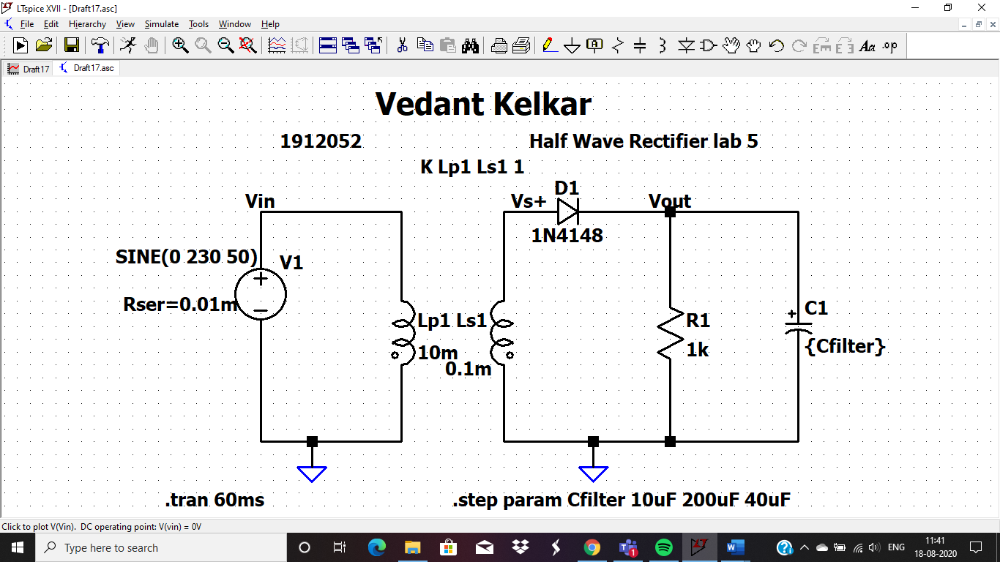 LTspice XVII - [Draft17.asc]
File Edit Hierarchy View Simulate Tools Window Help
Aa .op
Draft17 Draft17.asc
Vedant Kelkar
1912052 Half Wave Rectifier lab 5
K Lp1 Ls1 1
D1
Vin Vs+ Vout
1N4148
SINE(0 230 50) V1
Rser=0.01m
C1
Lp1 Ls1 R1
10m 1k {Cfilter}
0.1m
.tran 60ms .step param Cfilter 10uF 200uF 40uF
Click to plot V(Vin). DC operating point: V(vin) = 0V
Type here to search
1
W
ENG
11:41
18-08-2020